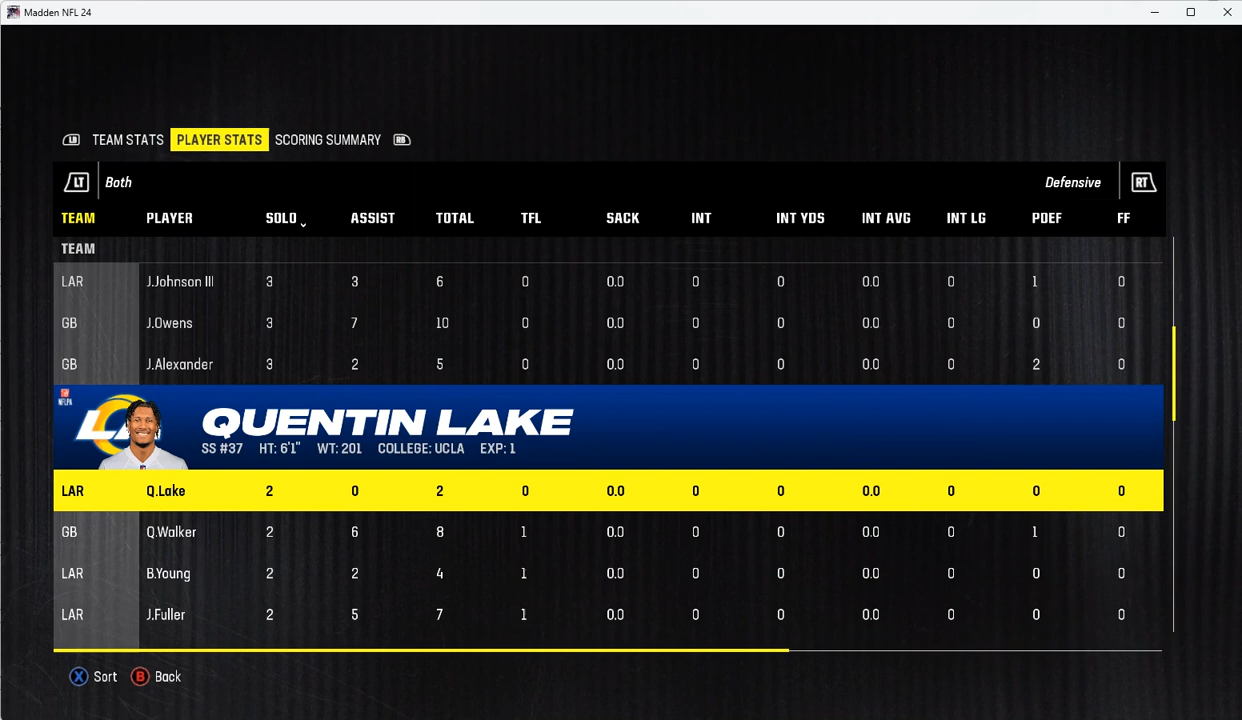 Madden NFL 24
LB TEAM STATS PLAYER STATS SCORING SUMMARY RB
LT Both Defensive RT
TEAM PLAYER SOLO ASSIST TOTAL TFL SACK INT INT YDS INT AVG INT LG PDEF FF
TEAM
LAR J.Johnson III 3 3 6 0 0.0 0 0 0.0 0 1 0
GB J.Owens 3 7 10 0 0.0 0 0 0.0 0 0 0
GB J.Alexander 3 2 5 0 0.0 0 0 0.0 0 2 0
NFLPA
QUENTIN LAKE
SS #37 HT: 6'1" WT: 201 COLLEGE: UCLA EXP: 1
LAR Q.Lake 2 0 2 0 0.0 0 0 0.0 0 0 0
GB Q.Walker 2 6 8 1 0.0 0 0 0.0 0 1 0
LAR B.Young 2 2 4 1 0.0 0 0 0.0 0 0 0
LAR J.Fuller 2 5 7 1 0.0 0 0 0.0 0 0 0
X Sort B Back